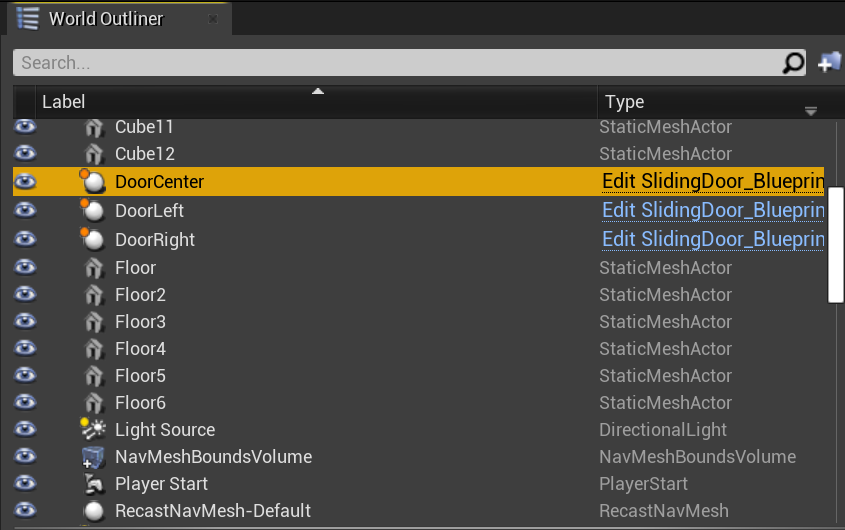 World Outliner
Search...
Label Type
Cube11 StaticMeshActor
Cube12 StaticMeshActor
DoorCenter Edit SlidingDoor_Blueprin
DoorLeft Edit SlidingDoor_Blueprin
DoorRight Edit SlidingDoor_Blueprin
Floor StaticMeshActor
Floor2 StaticMeshActor
Floor3 StaticMeshActor
Floor4 StaticMeshActor
Floor5 StaticMeshActor
Floor6 StaticMeshActor
Light Source DirectionalLight
NavMeshBoundsVolume NavMeshBoundsVolume
Player Start PlayerStart
RecastNavMesh-Default RecastNavMesh